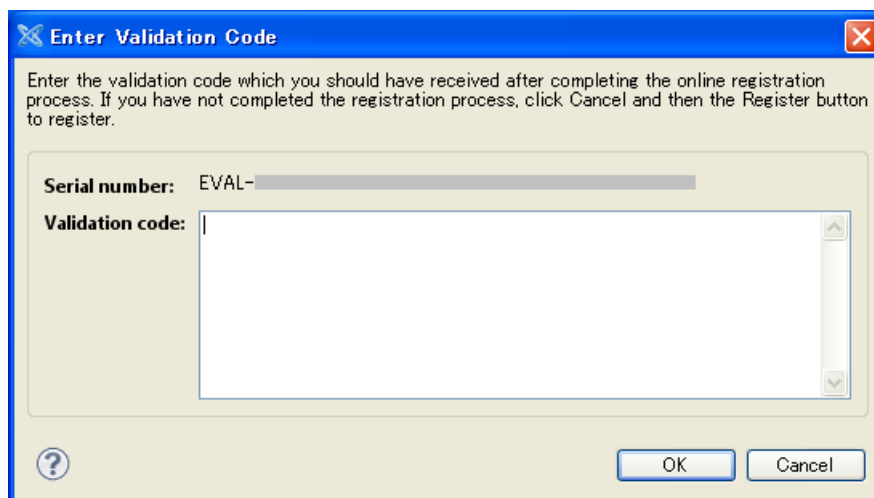 Enter Validation Code
Enter the validation code which you should have received after completing the online registration
process. If you have not completed the registration process, click Cancel and then the Register button
to register.
Serial number: EVAL-
Validation code:
OK Cancel